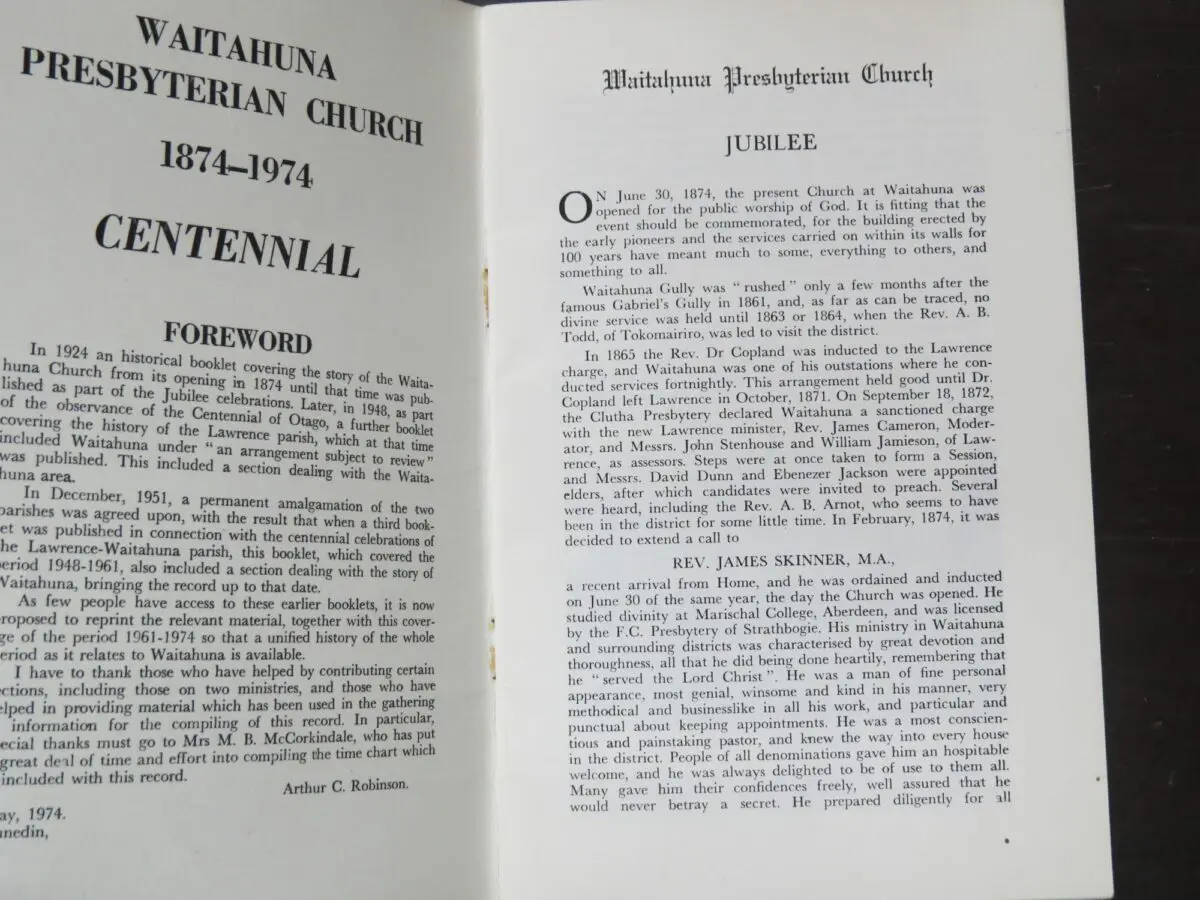 WAITAHUNA
PRESBYTERIAN CHURCH
1874–1974
CENTENNIAL
FOREWORD
In 1924 an historical booklet covering the story of the Waita-
huna Church from its opening in 1874 until that time was pub-
lished as part of the Jubilee celebrations. Later, in 1948, as part
of the observance of the Centennial of Otago, a further booklet
covering the history of the Lawrence parish, which at that time
included Waitahuna under "an arrangement subject to review"
was published. This included a section dealing with the Waita-
huna area.
In December, 1951, a permanent amalgamation of the two
parishes was agreed upon, with the result that when a third book-
et was published in connection with the centennial celebrations of
he Lawrence-Waitahuna parish, this booklet, which covered the
eriod 1948-1961, also included a section dealing with the story of
Waitahuna, bringing the record up to that date.
As few people have access to these earlier booklets, it is now
roposed to reprint the relevant material, together with this cover-
ge of the period 1961-1974 so that a unified history of the whole
eriod as it relates to Waitahuna is available.
I have to thank those who have helped by contributing certain
ctions, including those on two ministries, and those who have
elped in providing material which has been used in the gathering
information for the compiling of this record. In particular,
ecial thanks must go to Mrs M. B. McCorkindale, who has put
great deal of time and effort into compiling the time chart which
included with this record.
Arthur C. Robinson.
ay, 1974.
unedin,
Waitahuna Presbyterian Church
JUBILEE
ON June 30, 1874, the present Church at Waitahuna was
opened for the public worship of God. It is fitting that the
event should be commemorated, for the building erected by
the early pioneers and the services carried on within its walls for
100 years have meant much to some, everything to others, and
something to all.
Waitahuna Gully was "rushed" only a few months after the
famous Gabriel's Gully in 1861, and, as far as can be traced, no
divine service was held until 1863 or 1864, when the Rev. A. B.
Todd, of Tokomairiro, was led to visit the district.
In 1865 the Rev. Dr Copland was inducted to the Lawrence
charge, and Waitahuna was one of his outstations where he con-
ducted services fortnightly. This arrangement held good until Dr.
Copland left Lawrence in October, 1871. On September 18, 1872,
the Clutha Presbytery declared Waitahuna a sanctioned charge
with the new Lawrence minister, Rev. James Cameron, Moder-
ator, and Messrs. John Stenhouse and William Jamieson, of Law-
rence, as assessors. Steps were at once taken to form a Session,
and Messrs. David Dunn and Ebenezer Jackson were appointed
elders, after which candidates were invited to preach. Several
were heard, including the Rev. A. B. Arnot, who seems to have
been in the district for some little time. In February, 1874, it was
decided to extend a call to
REV. JAMES SKINNER, M.A.,
a recent arrival from Home, and he was ordained and inducted
on June 30 of the same year, the day the Church was opened. He
studied divinity at Marischal College, Aberdeen, and was licensed
by the F.C. Presbytery of Strathbogie. His ministry in Waitahuna
and surrounding districts was characterised by great devotion and
thoroughness, all that he did being done heartily, remembering that
he "served the Lord Christ". He was a man of fine personal
appearance, most genial, winsome and kind in his manner, very
methodical and businesslike in all his work, and particular and
punctual about keeping appointments. He was a most conscien-
tious and painstaking pastor, and knew the way into every house
in the district. People of all denominations gave him an hospitable
welcome, and he was always delighted to be of use to them all.
Many gave him their confidences freely, well assured that he
would never betray a secret. He prepared diligently for all